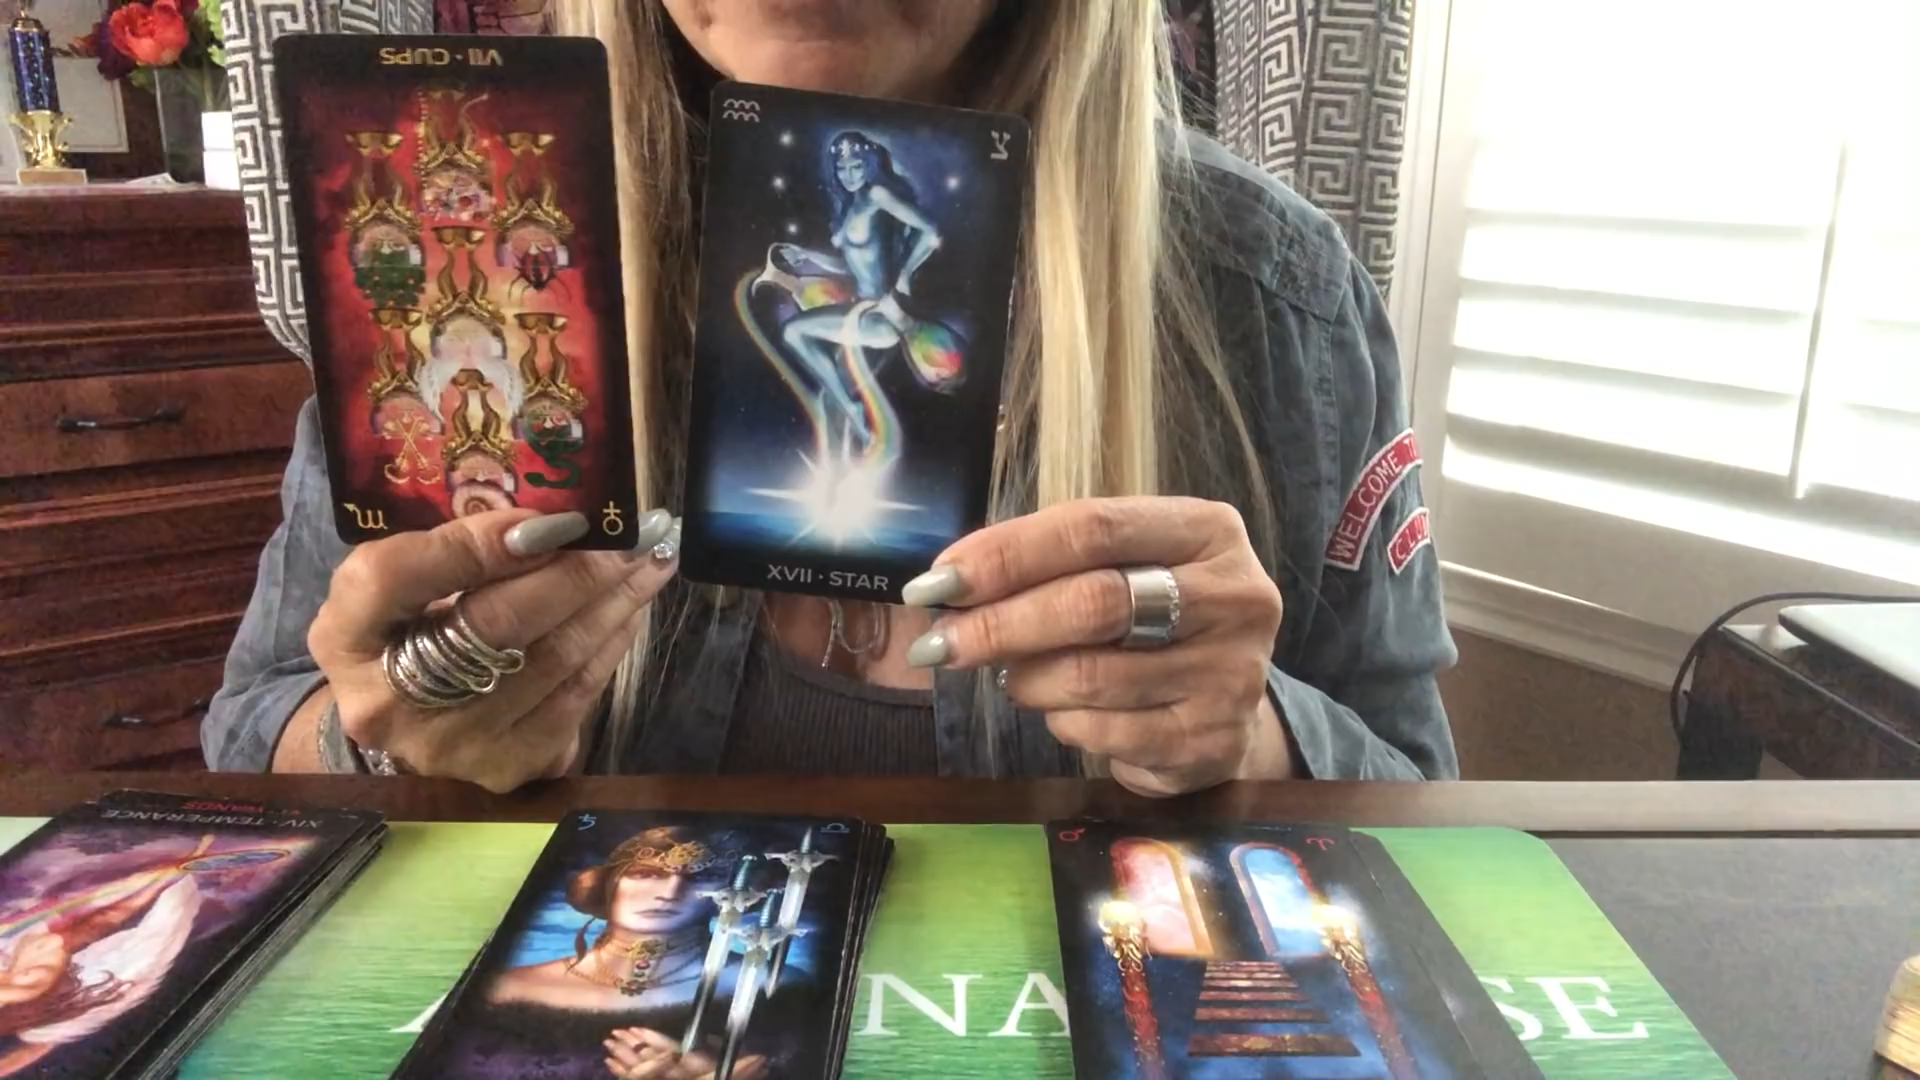 VII · CUPS
XVII · STAR
WELCOME T
CLU
WANDS
XIV · TEMPERANCE
A NA SE